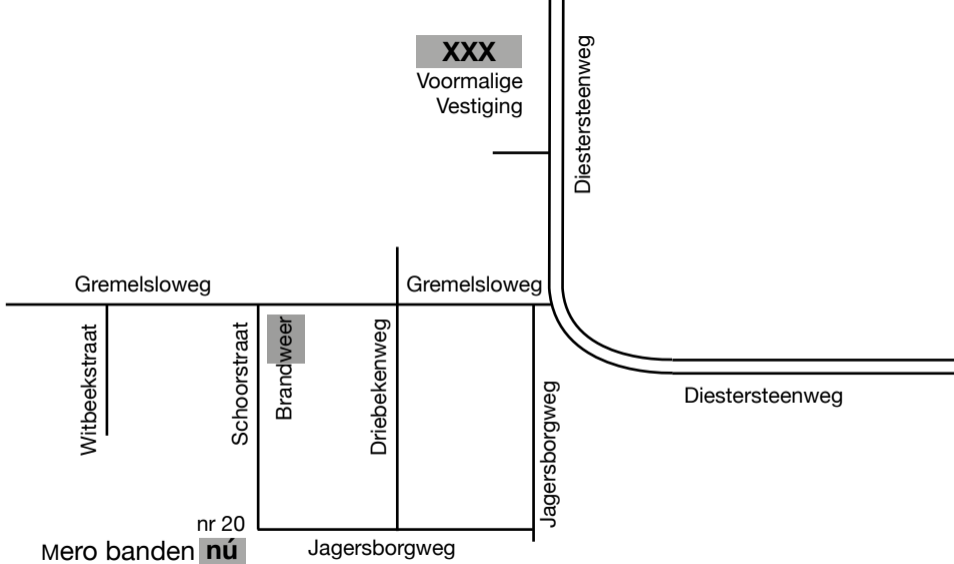 XXX
Voormalige
Vestiging
Diestersteenweg
Gremelsloweg
Gremelsloweg
Witbeekstraat
Schoorstraat
Brandweer
Driebekenweg
Jagersborgweg
Diestersteenweg
nr 20
Mero banden nú
Jagersborgweg